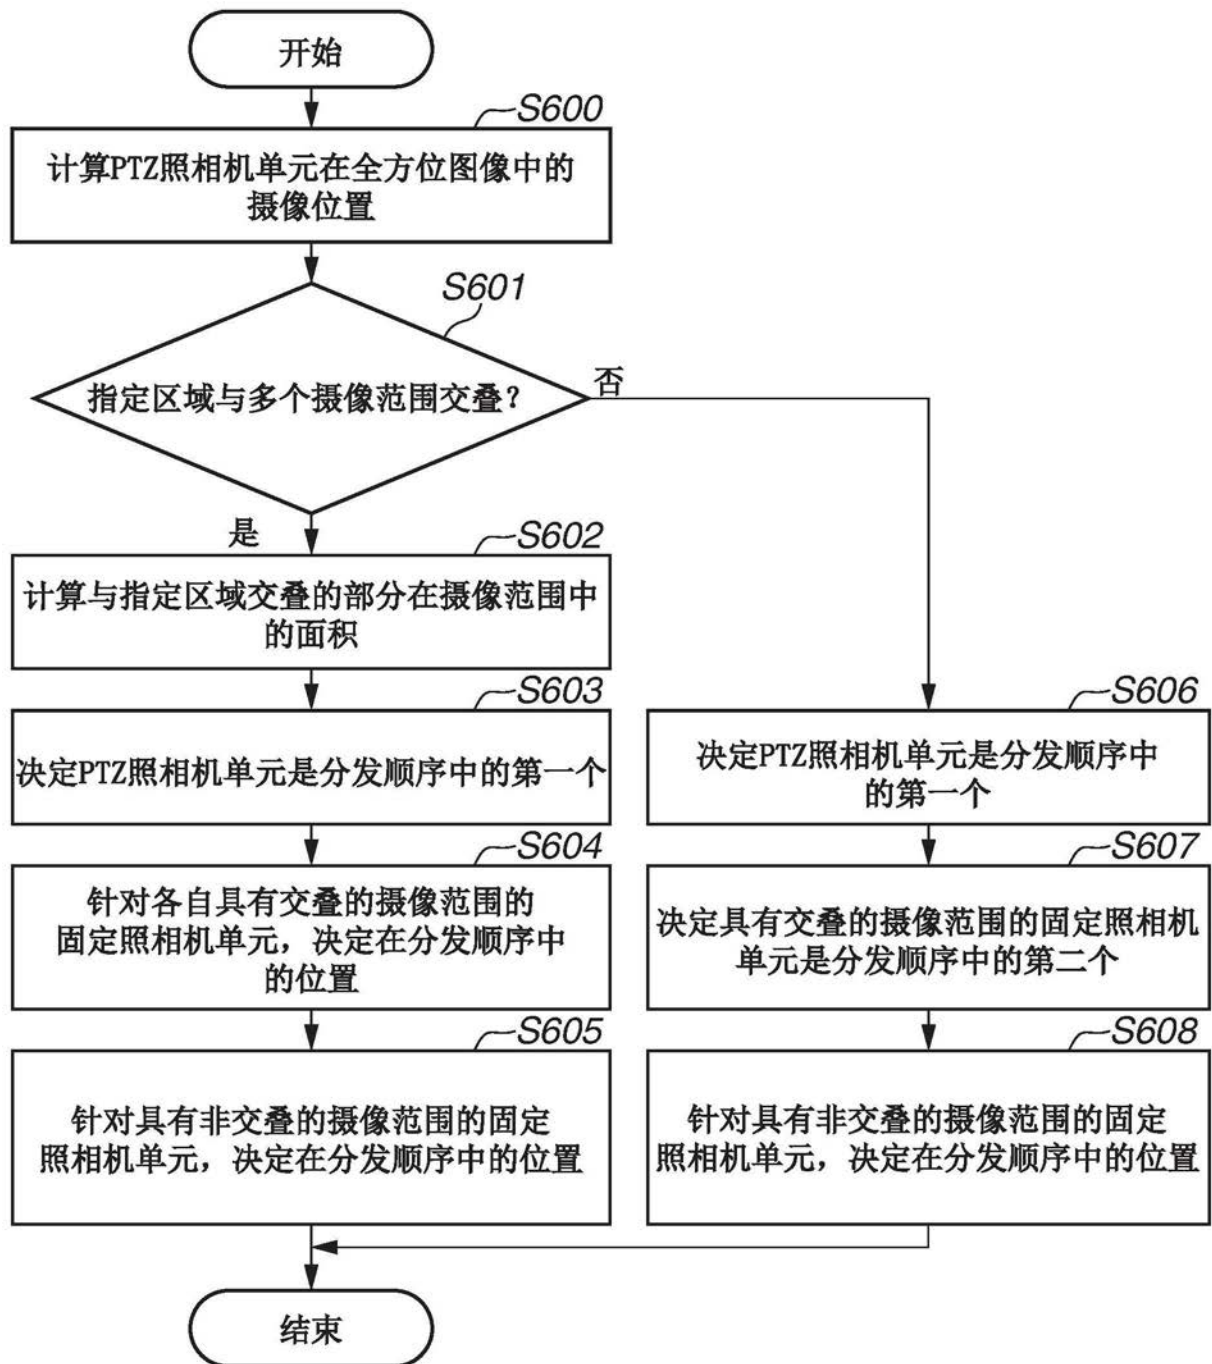 开始
S600
计算PTZ照相机单元在全方位图像中的
摄像位置
S601
指定区域与多个摄像范围交叠?
否
是
S602
计算与指定区域交叠的部分在摄像范围中
的面积
S603
决定PTZ照相机单元是分发顺序中的第一个
S604
针对各自具有交叠的摄像范围的
固定照相机单元，决定在分发顺序中
的位置
S605
针对具有非交叠的摄像范围的固定
照相机单元，决定在分发顺序中的位置
S606
决定PTZ照相机单元是分发顺序中
的第一个
S607
决定具有交叠的摄像范围的固定照相机
单元是分发顺序中的第二个
S608
针对具有非交叠的摄像范围的固定
照相机单元，决定在分发顺序中的位置
结束